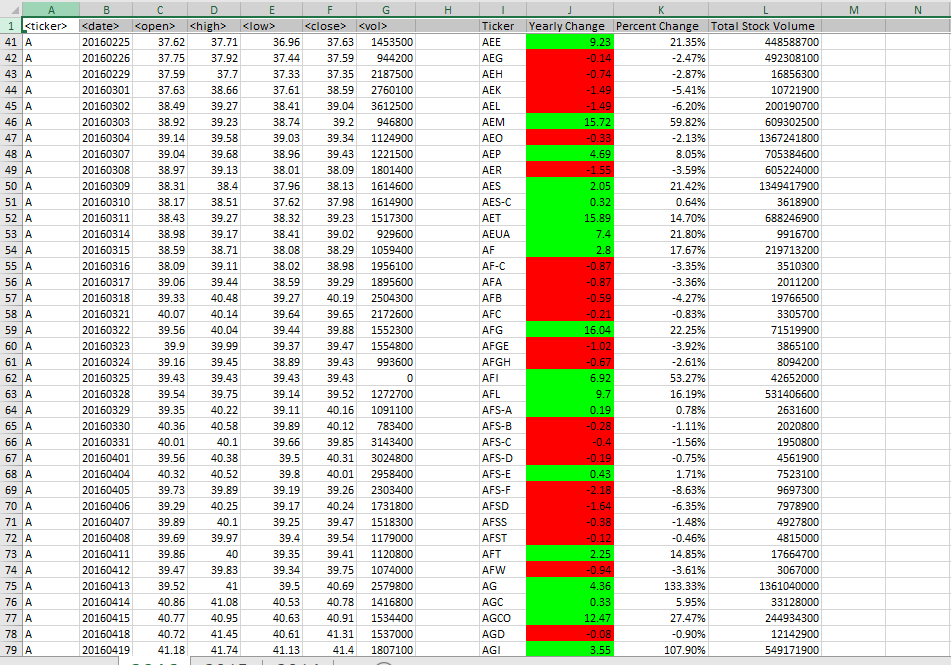 A B C D E F G H I J K L M N
1 <ticker> <date> <open> <high> <low> <close> <vol> Ticker Yearly Change Percent Change Total Stock Volume
41 A 20160225 37.62 37.71 36.96 37.63 1453500 AEE 9.23 21.35% 448588700
42 A 20160226 37.75 37.92 37.44 37.59 944200 AEG -0.14 -2.47% 492308100
43 A 20160229 37.59 37.7 37.33 37.35 2187500 AEH -0.74 -2.87% 16856300
44 A 20160301 37.63 38.66 37.61 38.59 2760100 AEK -1.49 -5.41% 10721900
45 A 20160302 38.49 39.27 38.41 39.04 3612500 AEL -1.49 -6.20% 200190700
46 A 20160303 38.92 39.23 38.74 39.2 946800 AEM 15.72 59.82% 609302500
47 A 20160304 39.14 39.58 39.03 39.34 1124900 AEO -0.33 -2.13% 1367241800
48 A 20160307 39.04 39.68 38.96 39.43 1221500 AEP 4.69 8.05% 705384600
49 A 20160308 38.97 39.13 38.01 38.09 1801400 AER -1.55 -3.59% 605224000
50 A 20160309 38.31 38.4 37.96 38.13 1614600 AES 2.05 21.42% 1349417900
51 A 20160310 38.17 38.51 37.62 37.98 1614900 AES-C 0.32 0.64% 3618900
52 A 20160311 38.43 39.27 38.32 39.23 1517300 AET 15.89 14.70% 688246900
53 A 20160314 38.98 39.17 38.41 39.02 929600 AEUA 7.4 21.80% 9916700
54 A 20160315 38.59 38.71 38.08 38.29 1059400 AF 2.8 17.67% 219713200
55 A 20160316 38.09 39.11 38.02 38.98 1956100 AF-C -0.87 -3.35% 3510300
56 A 20160317 39.06 39.44 38.59 39.29 1895600 AFA -0.87 -3.36% 2011200
57 A 20160318 39.33 40.48 39.27 40.19 2504300 AFB -0.59 -4.27% 19766500
58 A 20160321 40.07 40.14 39.64 39.65 2172600 AFC -0.21 -0.83% 3305700
59 A 20160322 39.56 40.04 39.44 39.88 1552300 AFG 16.04 22.25% 71519900
60 A 20160323 39.9 39.99 39.37 39.47 1554800 AFGE -1.02 -3.92% 3865100
61 A 20160324 39.16 39.45 38.89 39.43 993600 AFGH -0.67 -2.61% 8094200
62 A 20160325 39.43 39.43 39.43 39.43 0 AFI 6.92 53.27% 42652000
63 A 20160328 39.54 39.75 39.14 39.52 1272700 AFL 9.7 16.19% 531406600
64 A 20160329 39.35 40.22 39.11 40.16 1091100 AFS-A 0.19 0.78% 2631600
65 A 20160330 40.36 40.58 39.89 40.12 783400 AFS-B -0.28 -1.11% 2020800
66 A 20160331 40.01 40.1 39.66 39.85 3143400 AFS-C -0.4 -1.56% 1950800
67 A 20160401 39.56 40.38 39.5 40.31 3024800 AFS-D -0.19 -0.75% 4561900
68 A 20160404 40.32 40.52 39.8 40.01 2958400 AFS-E 0.43 1.71% 7523100
69 A 20160405 39.73 39.89 39.19 39.26 2303400 AFS-F -2.18 -8.63% 9697300
70 A 20160406 39.29 40.25 39.17 40.24 1731800 AFSD -1.64 -6.35% 7978900
71 A 20160407 39.89 40.1 39.25 39.47 1518300 AFSS -0.38 -1.48% 4927800
72 A 20160408 39.69 39.97 39.4 39.54 1179000 AFST -0.12 -0.46% 4815000
73 A 20160411 39.86 40 39.35 39.41 1120800 AFT 2.25 14.85% 17664700
74 A 20160412 39.47 39.83 39.34 39.75 1074000 AFW -0.94 -3.61% 3067000
75 A 20160413 39.52 41 39.5 40.69 2579800 AG 4.36 133.33% 1361040000
76 A 20160414 40.86 41.08 40.53 40.78 1416800 AGC 0.33 5.95% 33128000
77 A 20160415 40.77 40.95 40.63 40.91 1534400 AGCO 12.47 27.47% 244934300
78 A 20160418 40.72 41.45 40.61 41.31 1537000 AGD -0.08 -0.90% 12142900
79 A 20160419 41.18 41.74 41.13 41.4 1807100 AGI 3.55 107.90% 549171900